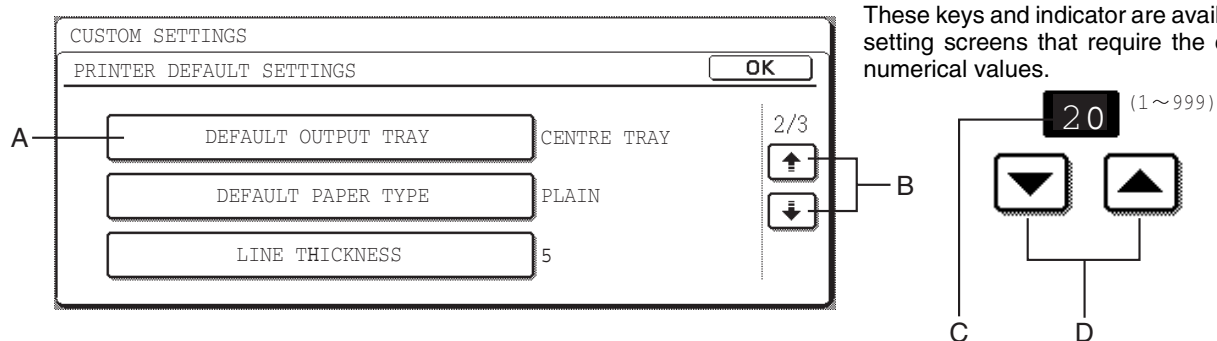 CUSTOM SETTINGS
PRINTER DEFAULT SETTINGS
OK
A
DEFAULT OUTPUT TRAY
CENTRE TRAY
2/3
DEFAULT PAPER TYPE
PLAIN
B
LINE THICKNESS
5
These keys and indicator are
setting screens that require the
numerical values.
20
(1～999)
C
D